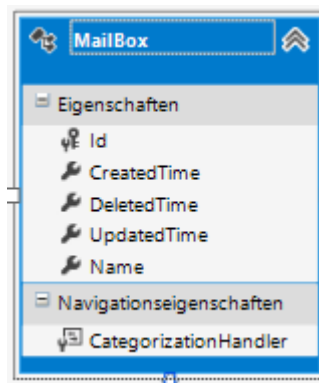 MailBox
Eigenschaften
Id
CreatedTime
DeletedTime
UpdatedTime
Name
Navigationseigenschaften
CategorizationHandler